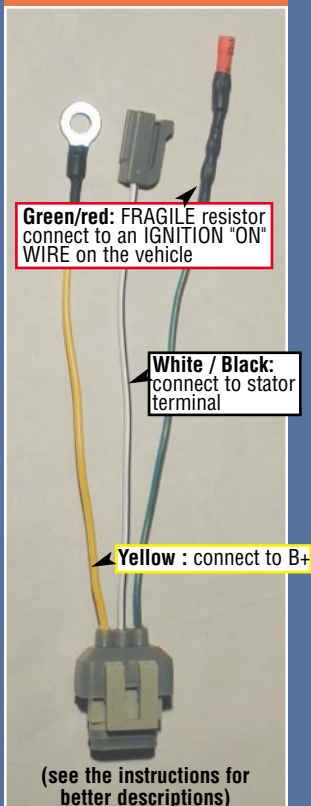 Green/red: FRAGILE resistor
connect to an IGNITION "ON"
WIRE on the vehicle
White / Black:
connect to stator
terminal
Yellow : connect to B+
(see the instructions for
better descriptions)